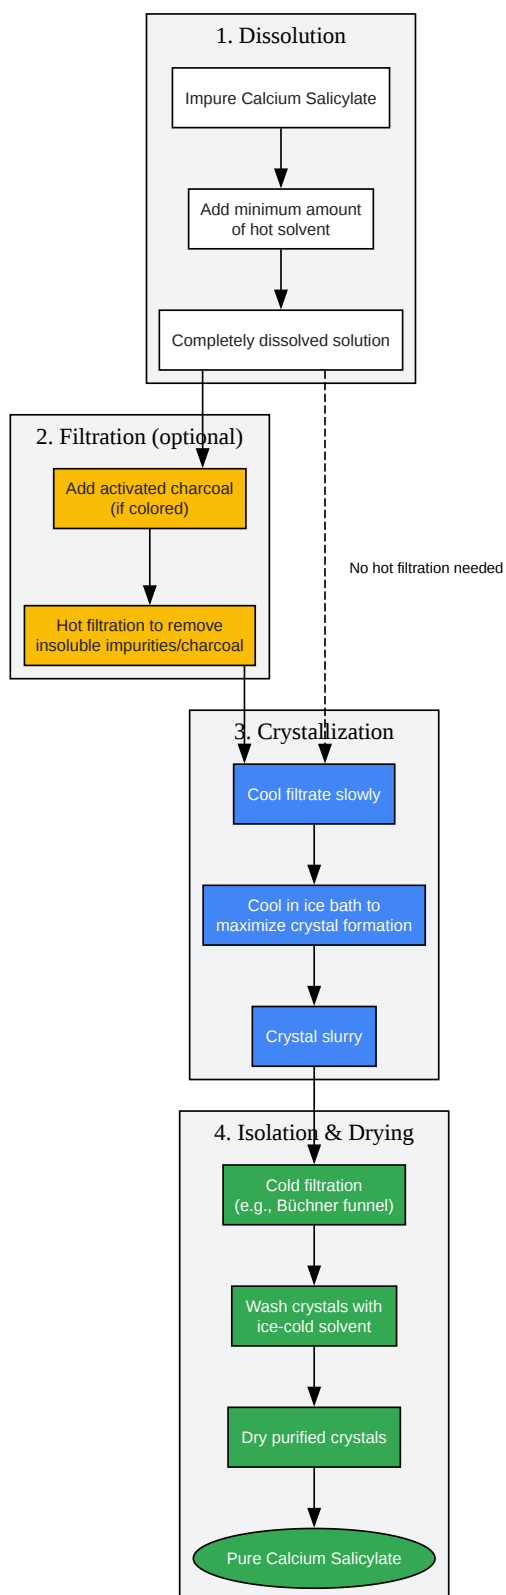 1. Dissolution
Impure Calcium Salicylate
Add minimum amount
of hot solvent
Completely dissolved solution
2. Filtration (optional)
Add activated charcoal
(if colored)
No hot filtration needed
Hot filtration to remove
insoluble impurities/charcoal
3. Crystallization
Cool filtrate slowly
Cool in ice bath to
maximize crystal formation
Crystal slurry
4. Isolation & Drying
Cold filtration
(e.g., Büchner funnel)
Wash crystals with
ice-cold solvent
Dry purified crystals
Pure Calcium Salicylate